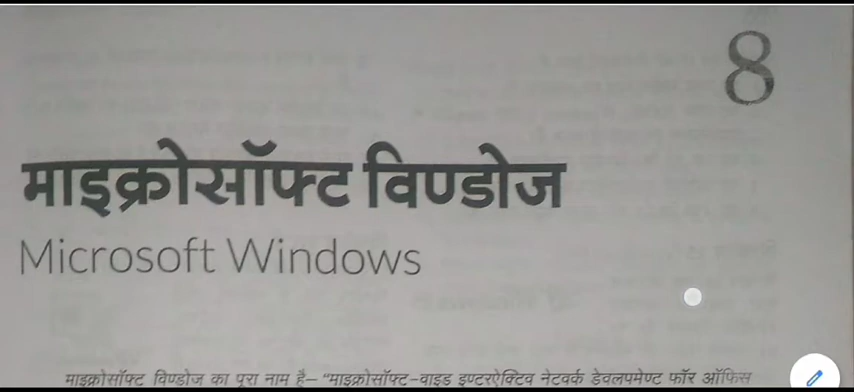 8
माइक्रोसॉफ्ट विण्डोज
Microsoft Windows
माइक्रोसॉफ्ट विण्डोज का पूरा नाम है– "माइक्रोसॉफ्ट-वाइड इण्टरऐक्टिव नेटवर्क डेवलपमेण्ट फॉर ऑफिस